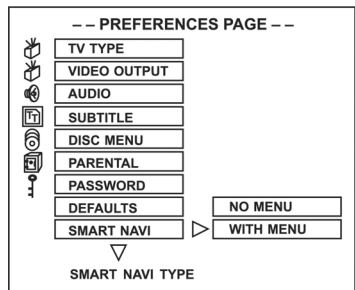 -- PREFERENCES PAGE --
TV TYPE
VIDEO OUTPUT
AUDIO
TT SUBTITLE
DISC MENU
PARENTAL
PASSWORD
DEFAULTS NO MENU
SMART NAVI WITH MENU
SMART NAVI TYPE